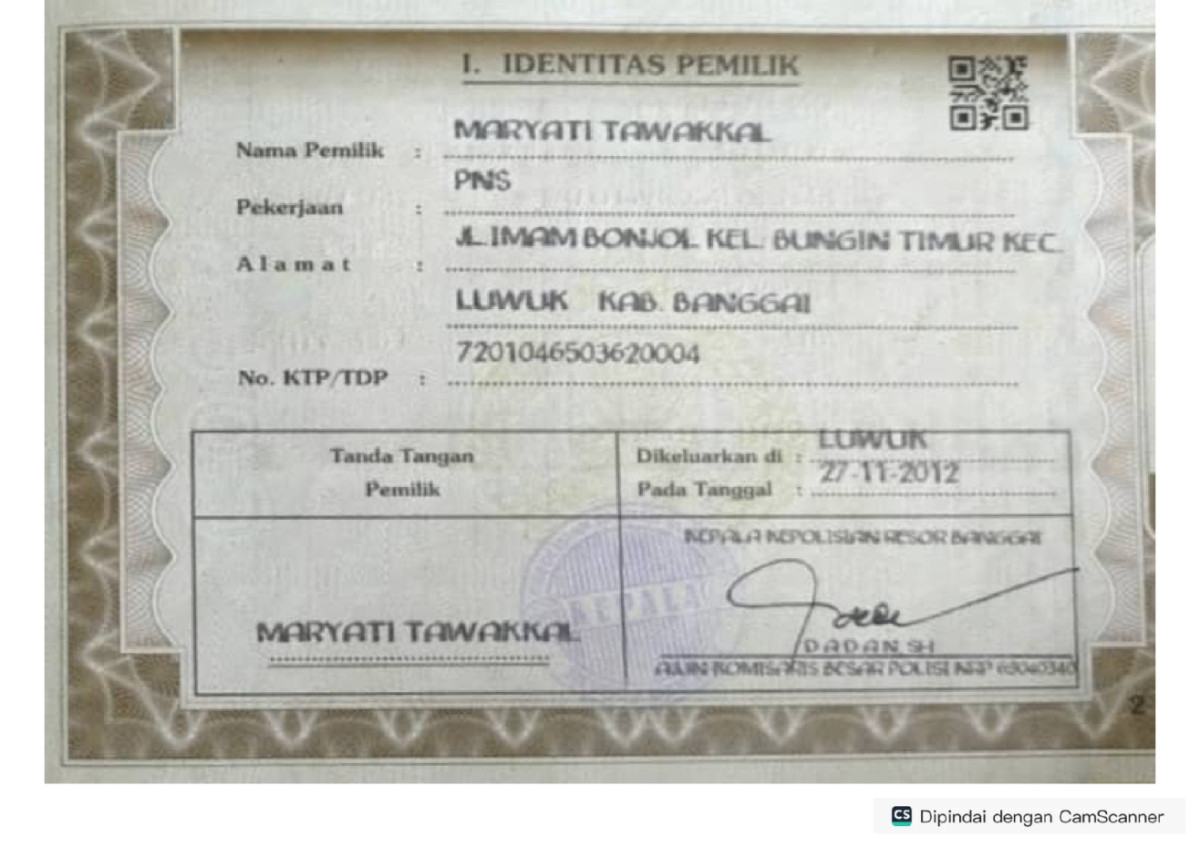 I. IDENTITAS PEMILIK
Nama Pemilik : MARYATI TAWAKKAL
Pekerjaan : PNS
Alamat : JL.IMAM BONJOL KEL. BUNGIN TIMUR KEC.
LUWUK KAB. BANGGAI
No. KTP/TDP : 7201046503620004
Tanda Tangan
Pemilik
Dikeluarkan di : LUWUK
Pada Tanggal : 27-11-2012
KEPALA KEPOLISIAN RESOR BANGGAI
KEPALA
MARYATI TAWAKKAL
DADAN, SH
AJUN KOMISARIS BESAR POLISI NRP
2
CS Dipindai dengan CamScanner